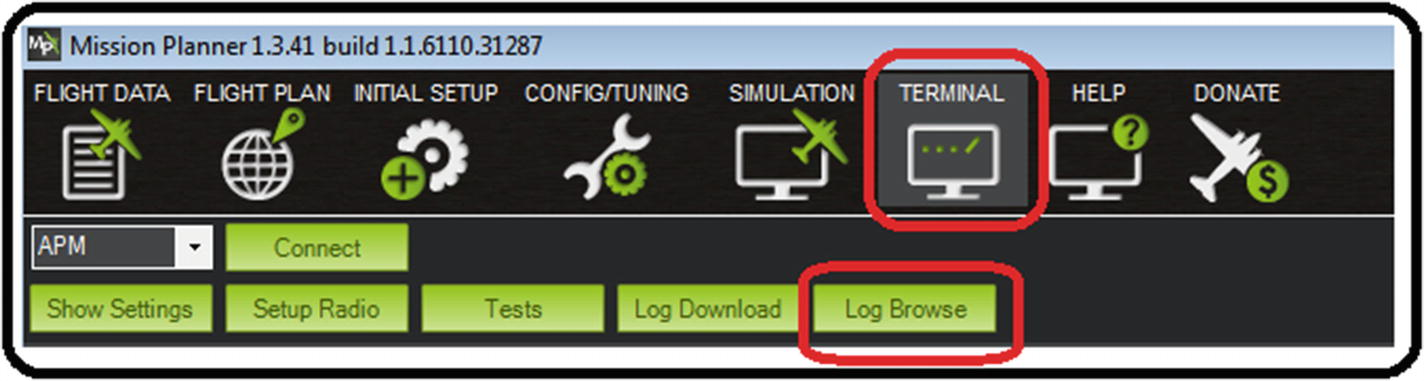 Mission Planner 1.3.41 build 1.1.6110.31287
FLIGHT DATA FLIGHT PLAN INITIAL SETUP CONFIG/TUNING SIMULATION TERMINAL HELP DONATE
APM Connect
Show Settings Setup Radio Tests Log Download Log Browse